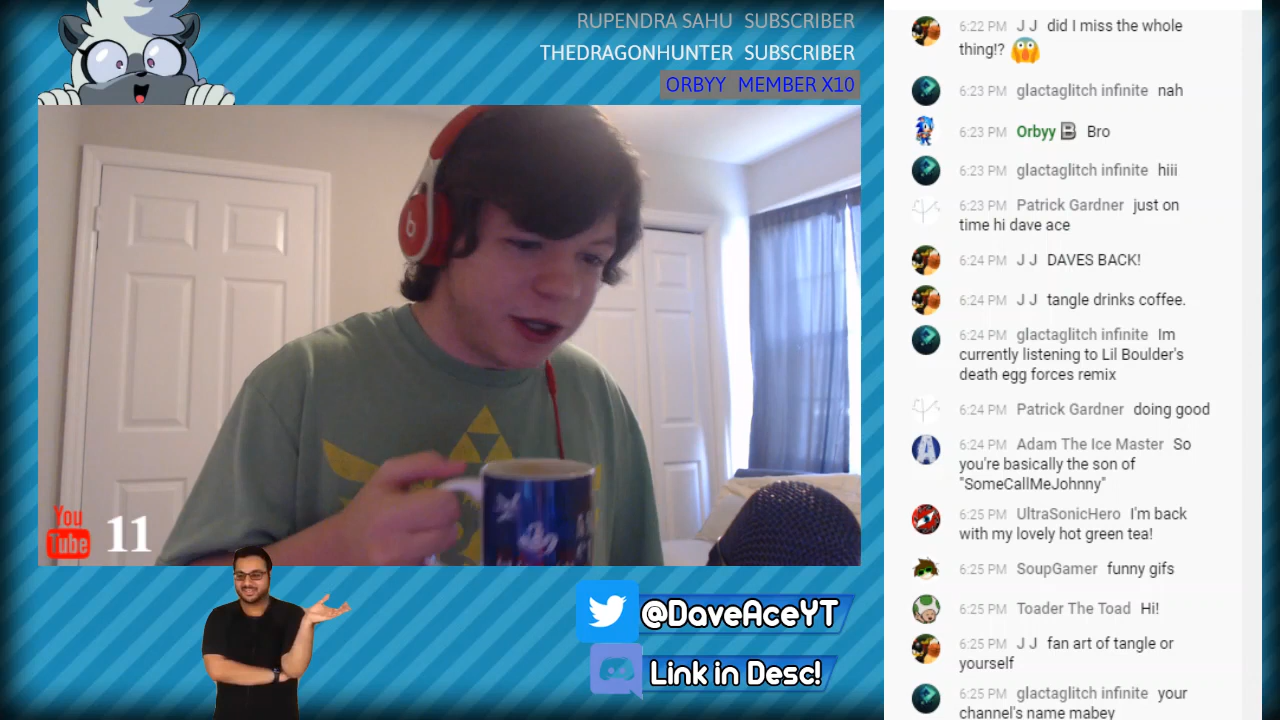 RUPENDRA SAHU SUBSCRIBER
THEDRAGONHUNTER SUBSCRIBER
ORBYY MEMBER X10
You
Tube
11
@DaveAceYT
Link in Desc!
6:22 PM J J did I miss the whole
thing!?
6:23 PM glactaglitch infinite nah
6:23 PM Orbyy B Bro
6:23 PM glactaglitch infinite hiii
6:23 PM Patrick Gardner just on
time hi dave ace
6:24 PM J J DAVES BACK!
6:24 PM J J tangle drinks coffee.
6:24 PM glactaglitch infinite Im
currently listening to Lil Boulder's
death egg forces remix
6:24 PM Patrick Gardner doing good
6:24 PM Adam The Ice Master So
you're basically the son of
"SomeCallMeJohnny"
6:25 PM UltraSonicHero I'm back
with my lovely hot green tea!
6:25 PM SoupGamer funny gifs
6:25 PM Toader The Toad Hi!
6:25 PM J J fan art of tangle or
yourself
6:25 PM glactaglitch infinite your
channel's name mabey